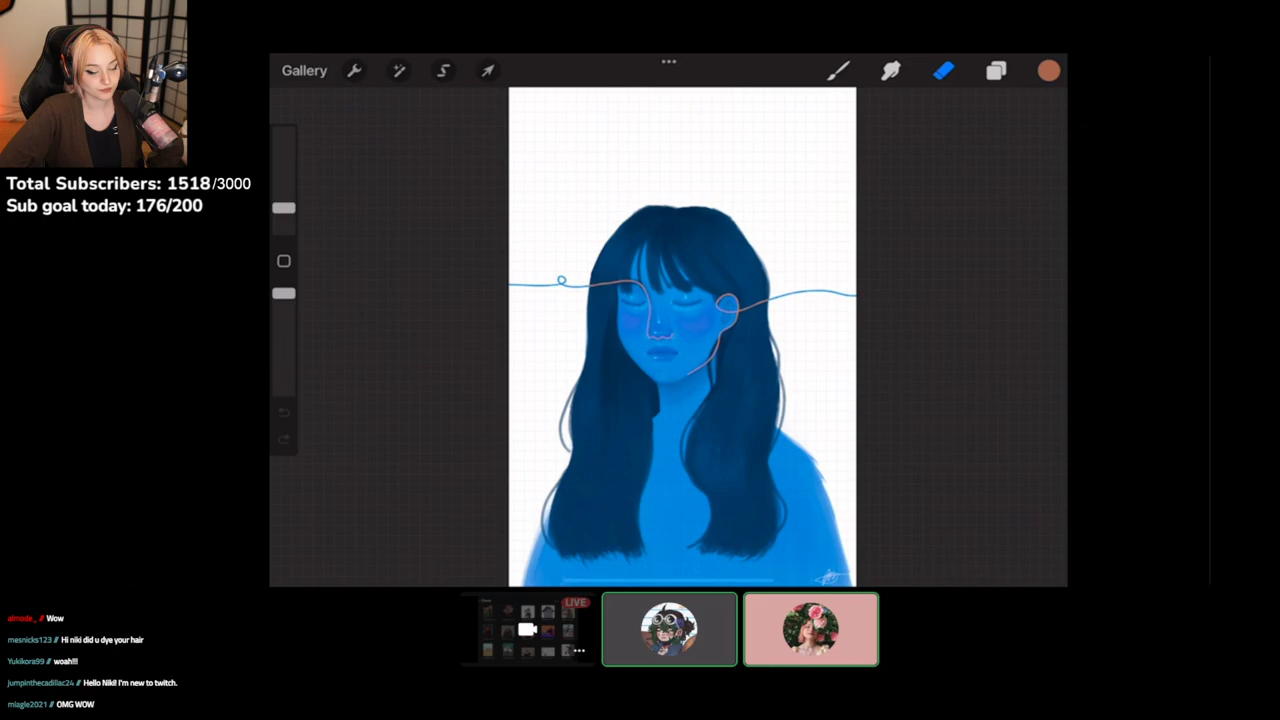 Gallery
Total Subscribers: 1518/3000
Sub goal today: 176/200
LIVE
almode_ // Wow
mesnicks123 // Hi niki did u dye your hair
Yukikora99 // woah!!!
jumpinthecadillac24 // Hello Niki! I'm new to twitch.
mlagle2021 // OMG WOW